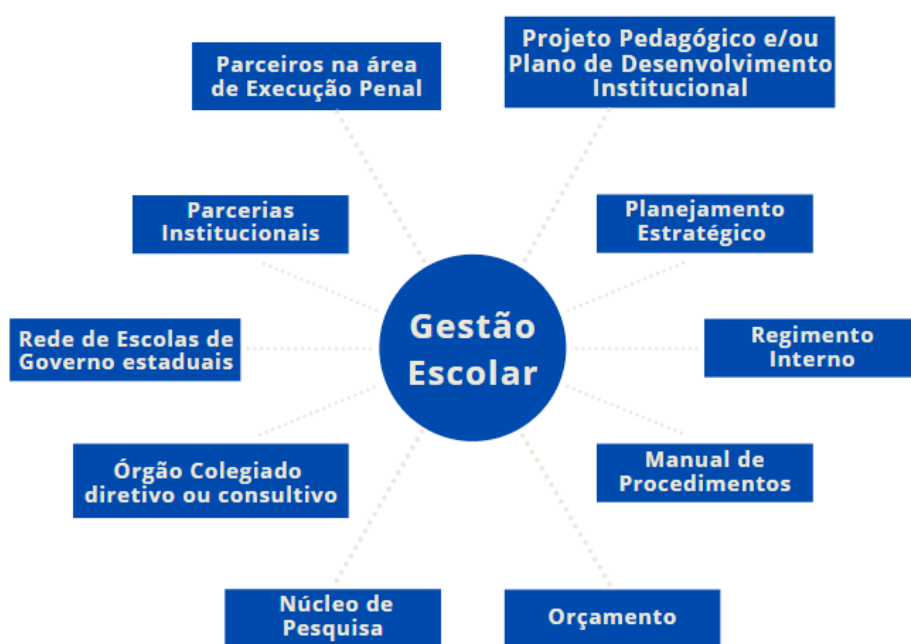 Parceiros na área
de Execução Penal
Projeto Pedagógico e/ou
Plano de Desenvolvimento
Institucional
Parcerias
Institucionais
Planejamento
Estratégico
Gestão
Escolar
Rede de Escolas de
Governo estaduais
Regimento
Interno
Órgão Colegiado
diretivo ou consultivo
Manual de
Procedimentos
Núcleo de
Pesquisa
Orçamento